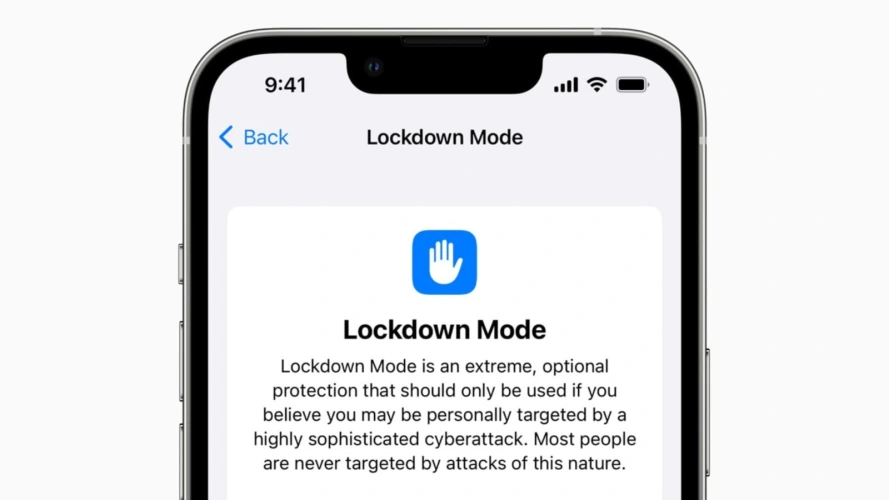 9:41
Back
Lockdown Mode
Lockdown Mode
Lockdown Mode is an extreme, optional
protection that should only be used if you
believe you may be personally targeted by a
highly sophisticated cyberattack. Most people
are never targeted by attacks of this nature.